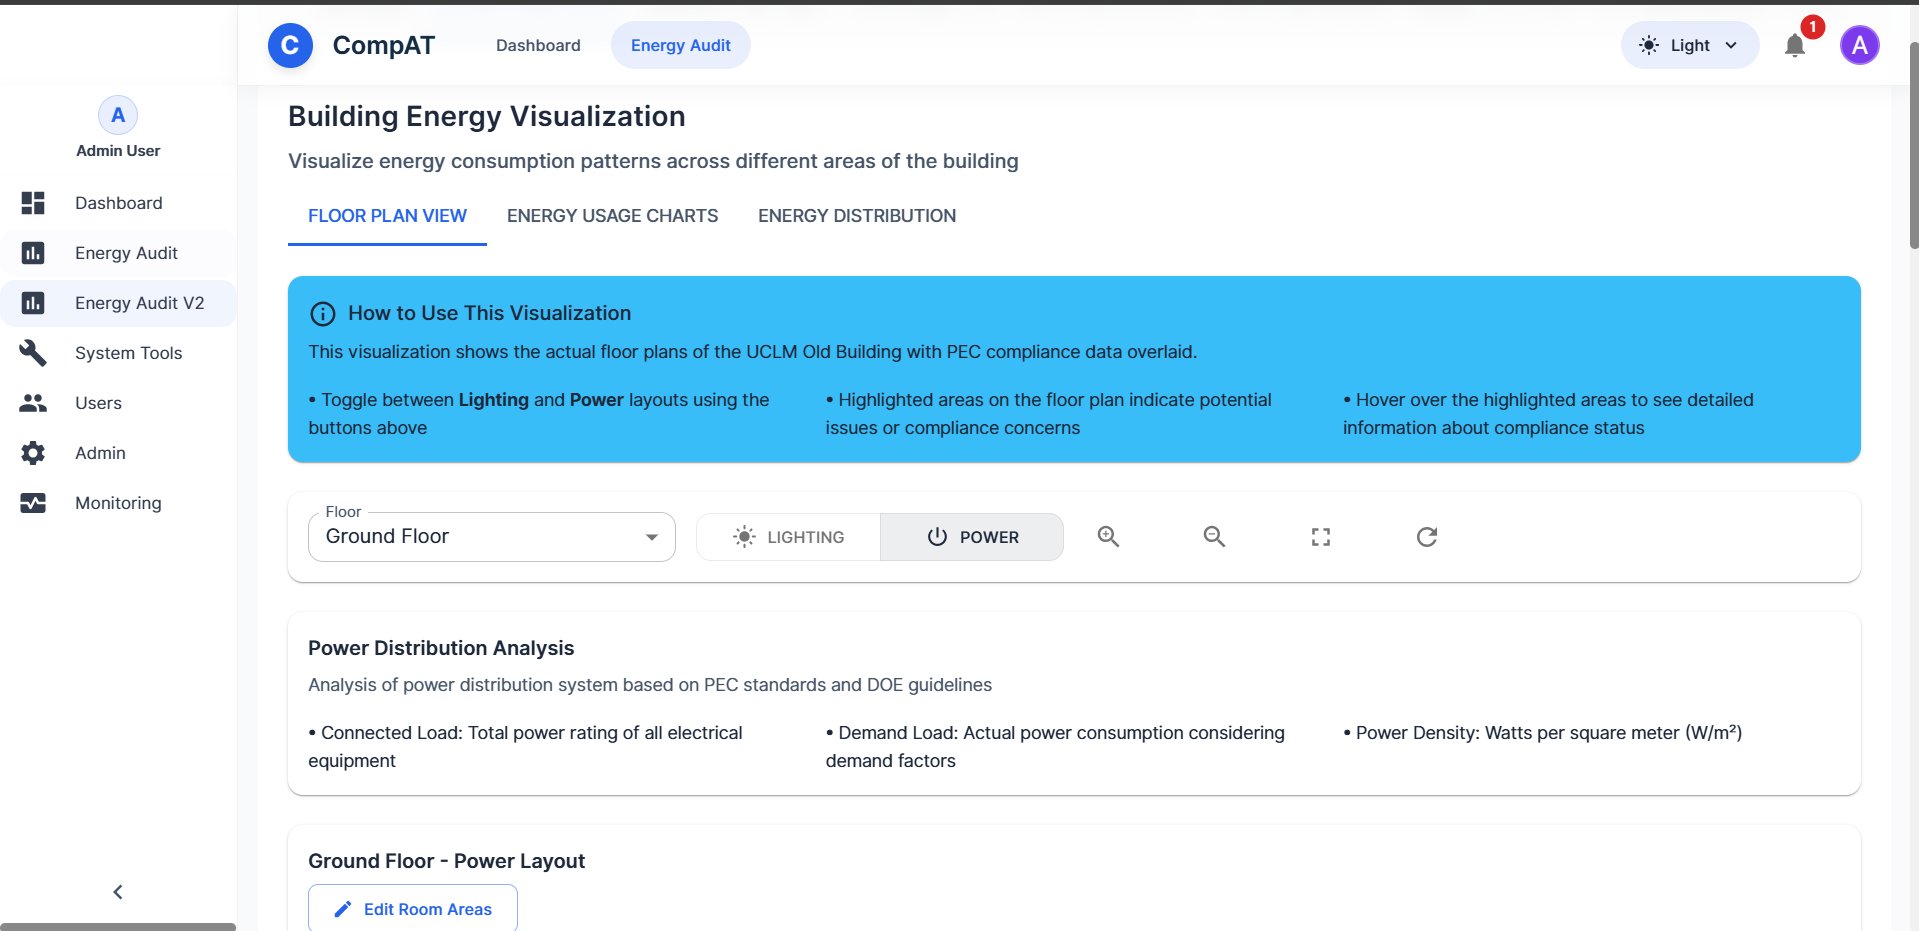 C CompAT Dashboard Energy Audit Light 1 A
A
Admin User
Dashboard
Energy Audit
Energy Audit V2
System Tools
Users
Admin
Monitoring
Building Energy Visualization
Visualize energy consumption patterns across different areas of the building
FLOOR PLAN VIEW ENERGY USAGE CHARTS ENERGY DISTRIBUTION
How to Use This Visualization
This visualization shows the actual floor plans of the UCLM Old Building with PEC compliance data overlaid.
• Toggle between Lighting and Power layouts using the
buttons above
• Highlighted areas on the floor plan indicate potential
issues or compliance concerns
• Hover over the highlighted areas to see detailed
information about compliance status
Floor
Ground Floor
LIGHTING POWER
Power Distribution Analysis
Analysis of power distribution system based on PEC standards and DOE guidelines
• Connected Load: Total power rating of all electrical
equipment
• Demand Load: Actual power consumption considering
demand factors
• Power Density: Watts per square meter (W/m²)
Ground Floor - Power Layout
Edit Room Areas